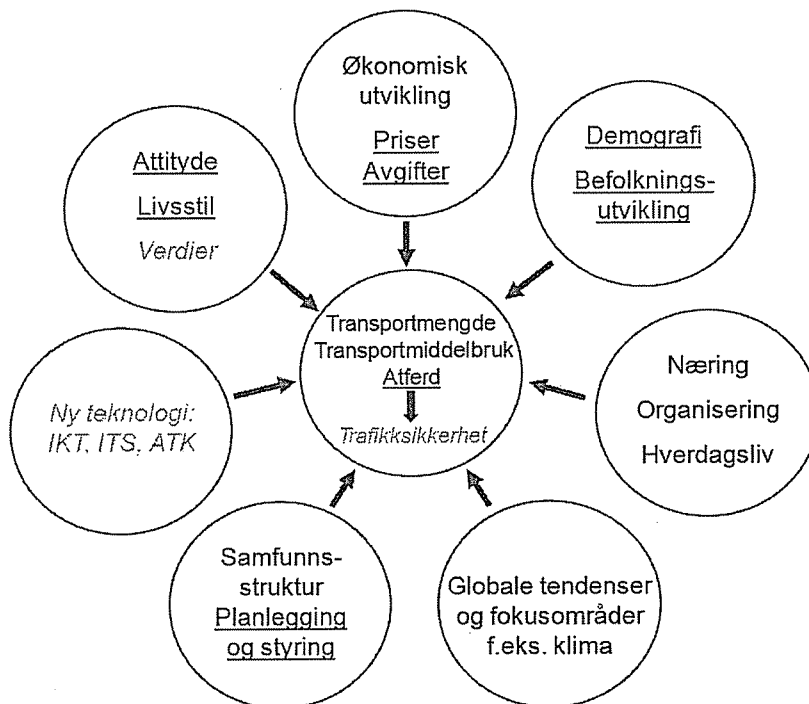 Økonomisk
utvikling
Priser
Avgifter
Demografi
Befolknings-
utvikling
Attityde
Livsstil
Verdier
Transportmengde
Transportmiddelbruk
Atferd
Trafikksikkerhet
Næring
Organisering
Hverdagsliv
Ny teknologi:
IKT, ITS, ATK
Samfunns-
struktur
Planlegging
og styring
Globale tendenser
og fokusområder
f.eks. klima